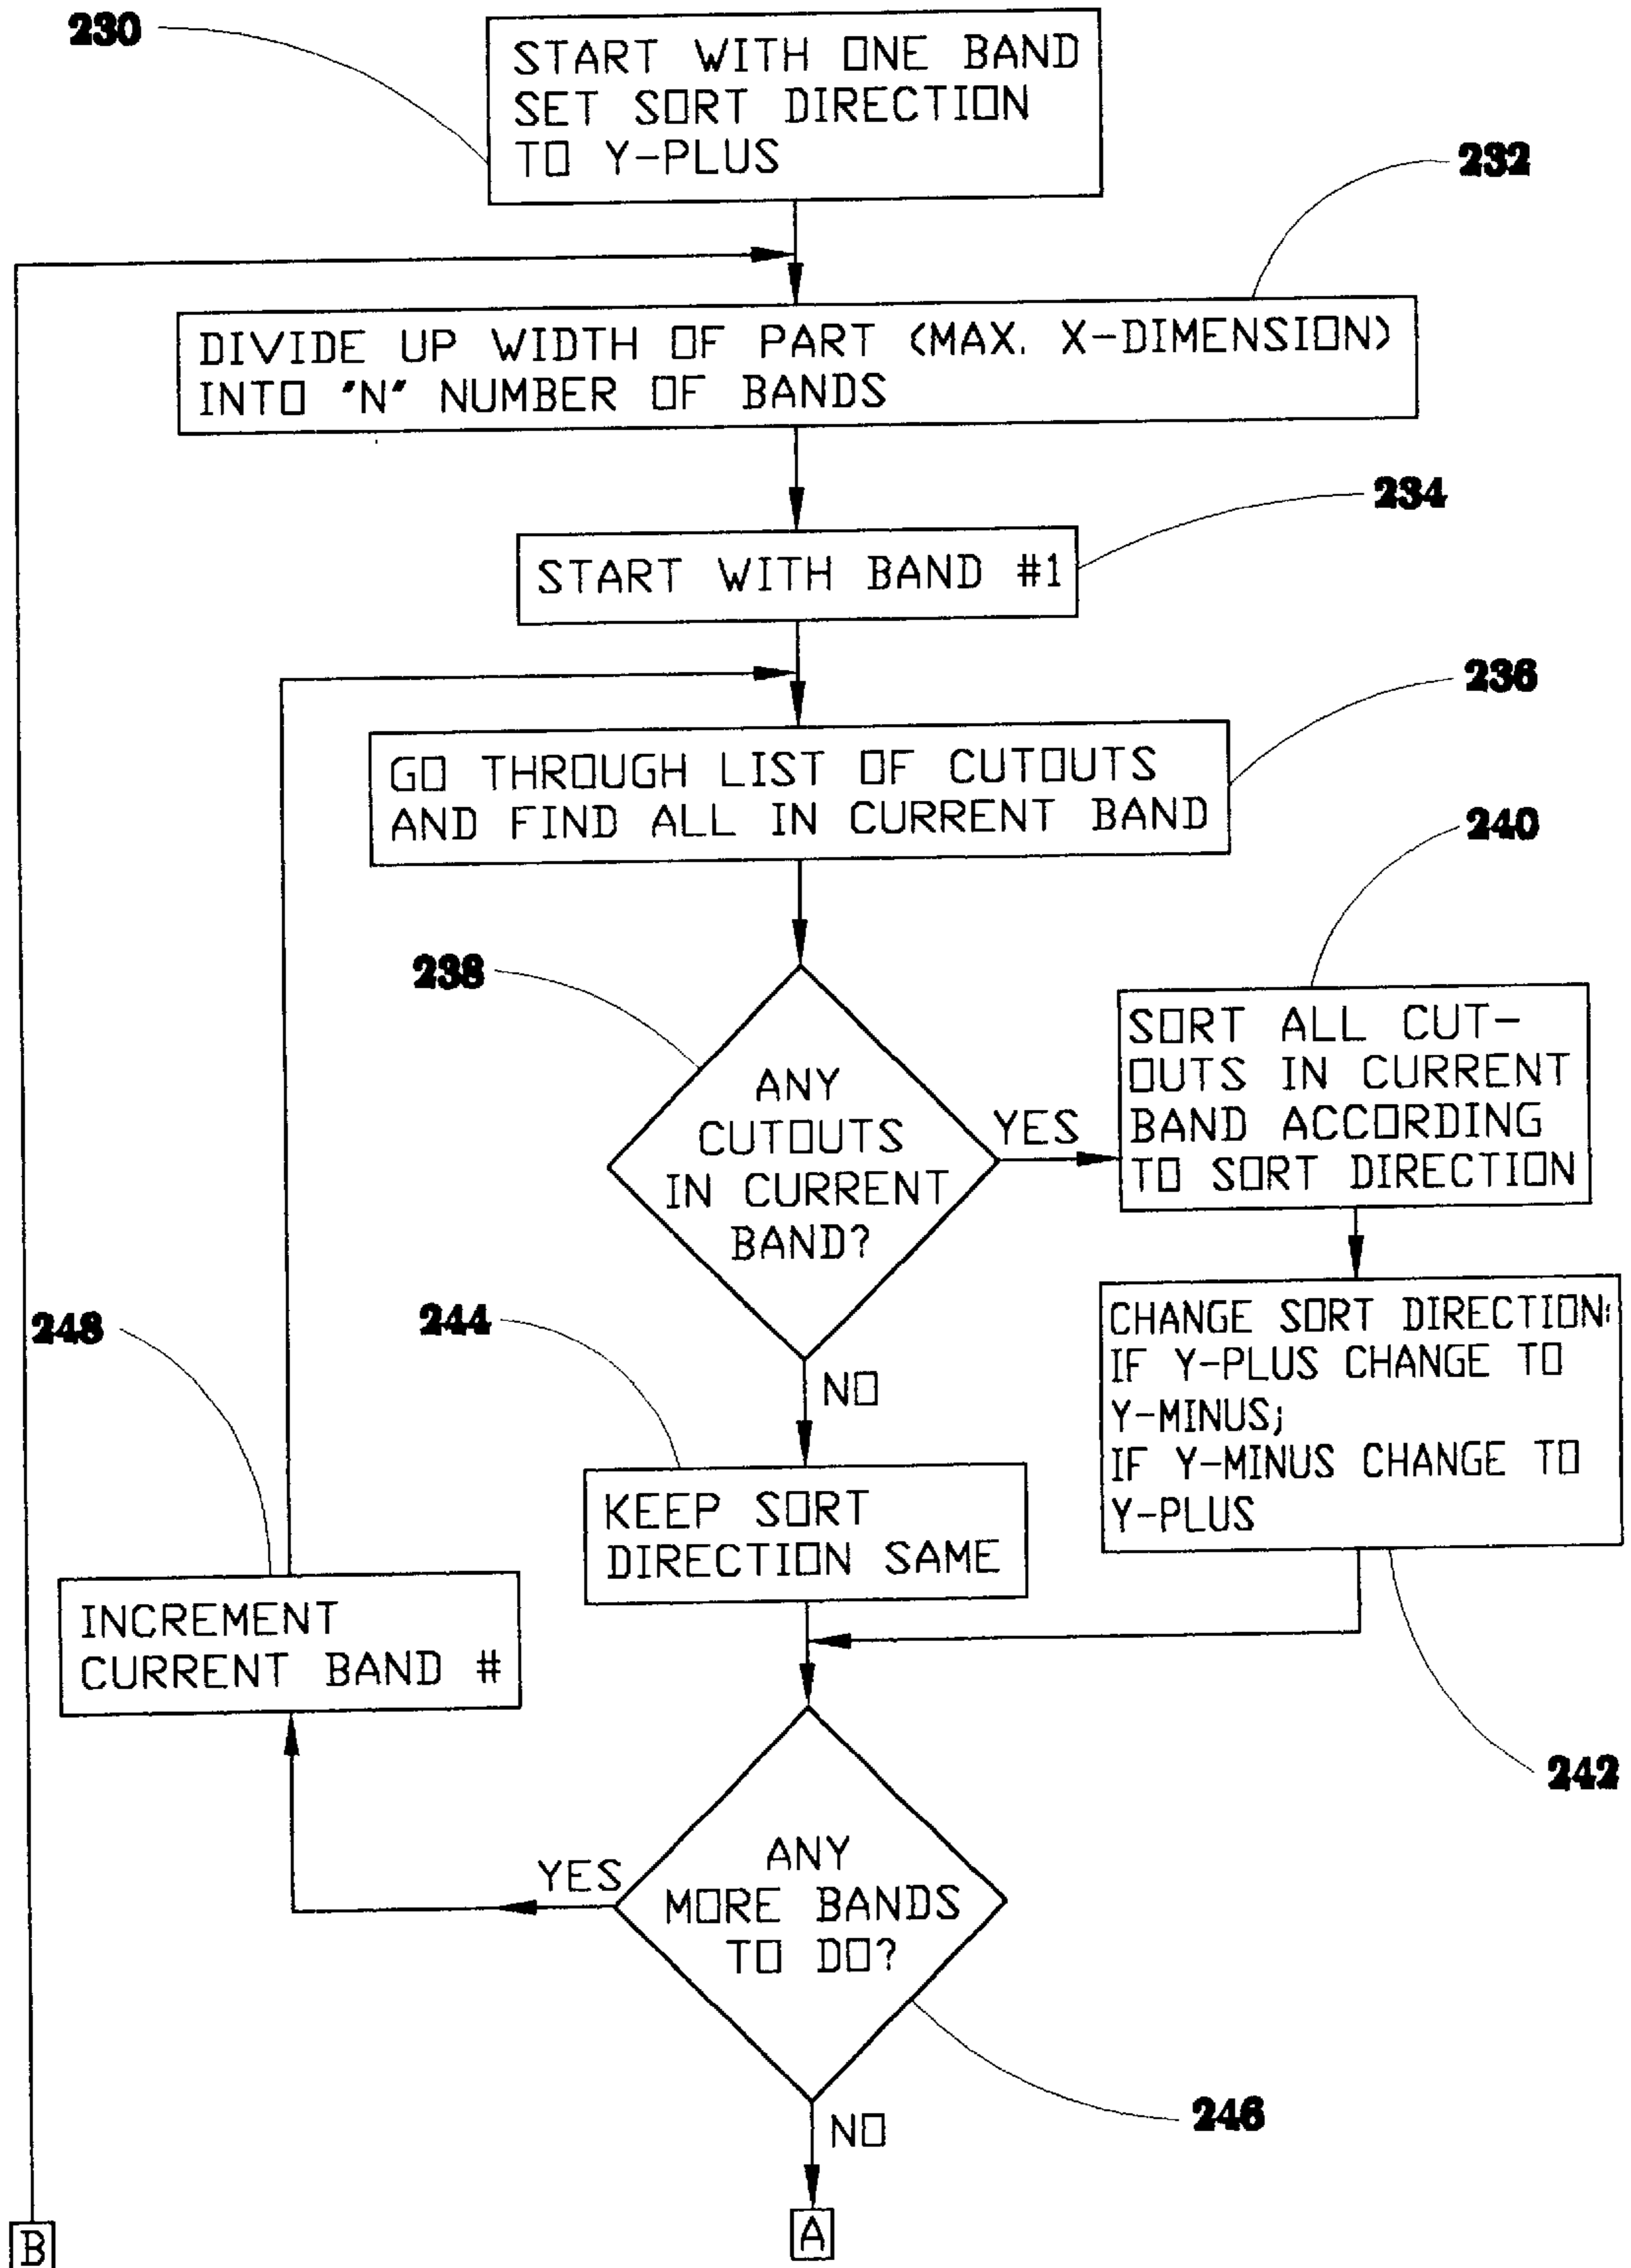 230
START WITH ONE BAND
SET SORT DIRECTION
TO Y-PLUS
232
DIVIDE UP WIDTH OF PART (MAX. X-DIMENSION)
INTO "N" NUMBER OF BANDS
234
START WITH BAND #1
236
GO THROUGH LIST OF CUTOUTS
AND FIND ALL IN CURRENT BAND
238
ANY
CUTOUTS
IN CURRENT
BAND?
YES
240
SORT ALL CUT-
OUTS IN CURRENT
BAND ACCORDING
TO SORT DIRECTION
CHANGE SORT DIRECTION:
IF Y-PLUS CHANGE TO
Y-MINUS;
IF Y-MINUS CHANGE TO
Y-PLUS
242
NO
244
KEEP SORT
DIRECTION SAME
248
INCREMENT
CURRENT BAND #
YES
ANY
MORE BANDS
TO DO?
246
NO
A
B